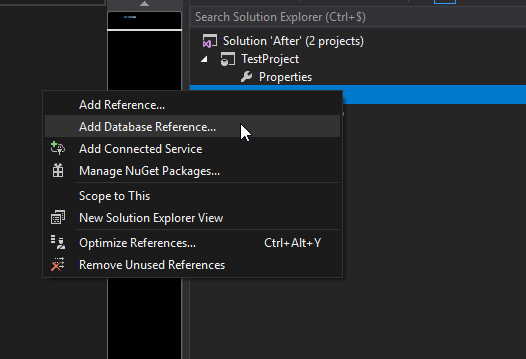 Search Solution Explorer (Ctrl+$)
Solution 'After' (2 projects)
TestProject
Properties
Add Reference...
Add Database Reference...
Add Connected Service
Manage NuGet Packages...
Scope to This
New Solution Explorer View
Optimize References... Ctrl+Alt+Y
Remove Unused References